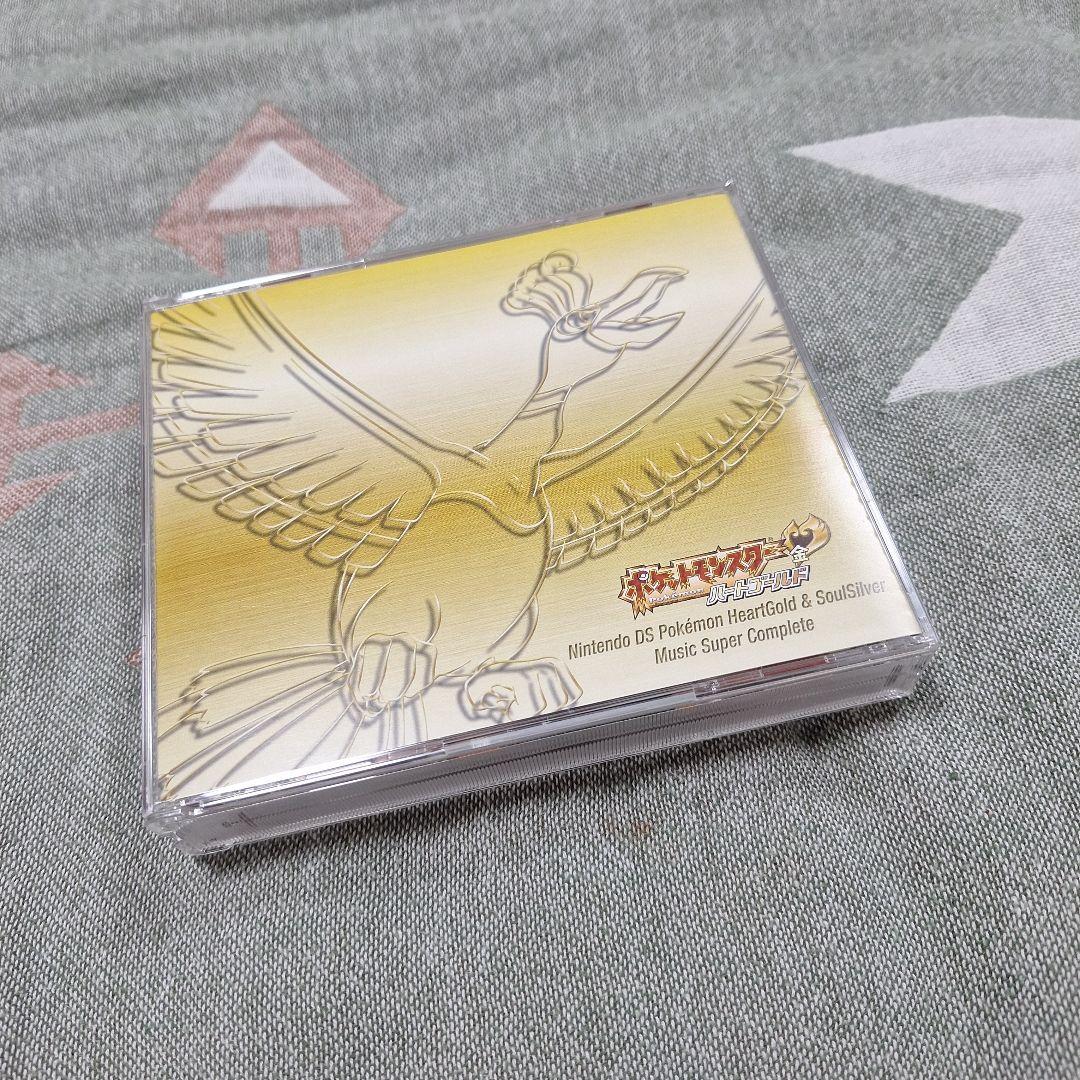 ポケットモンスター
金
ハートゴールド
Nintendo DS Pokémon HeartGold & SoulSilver
Music Super Complete